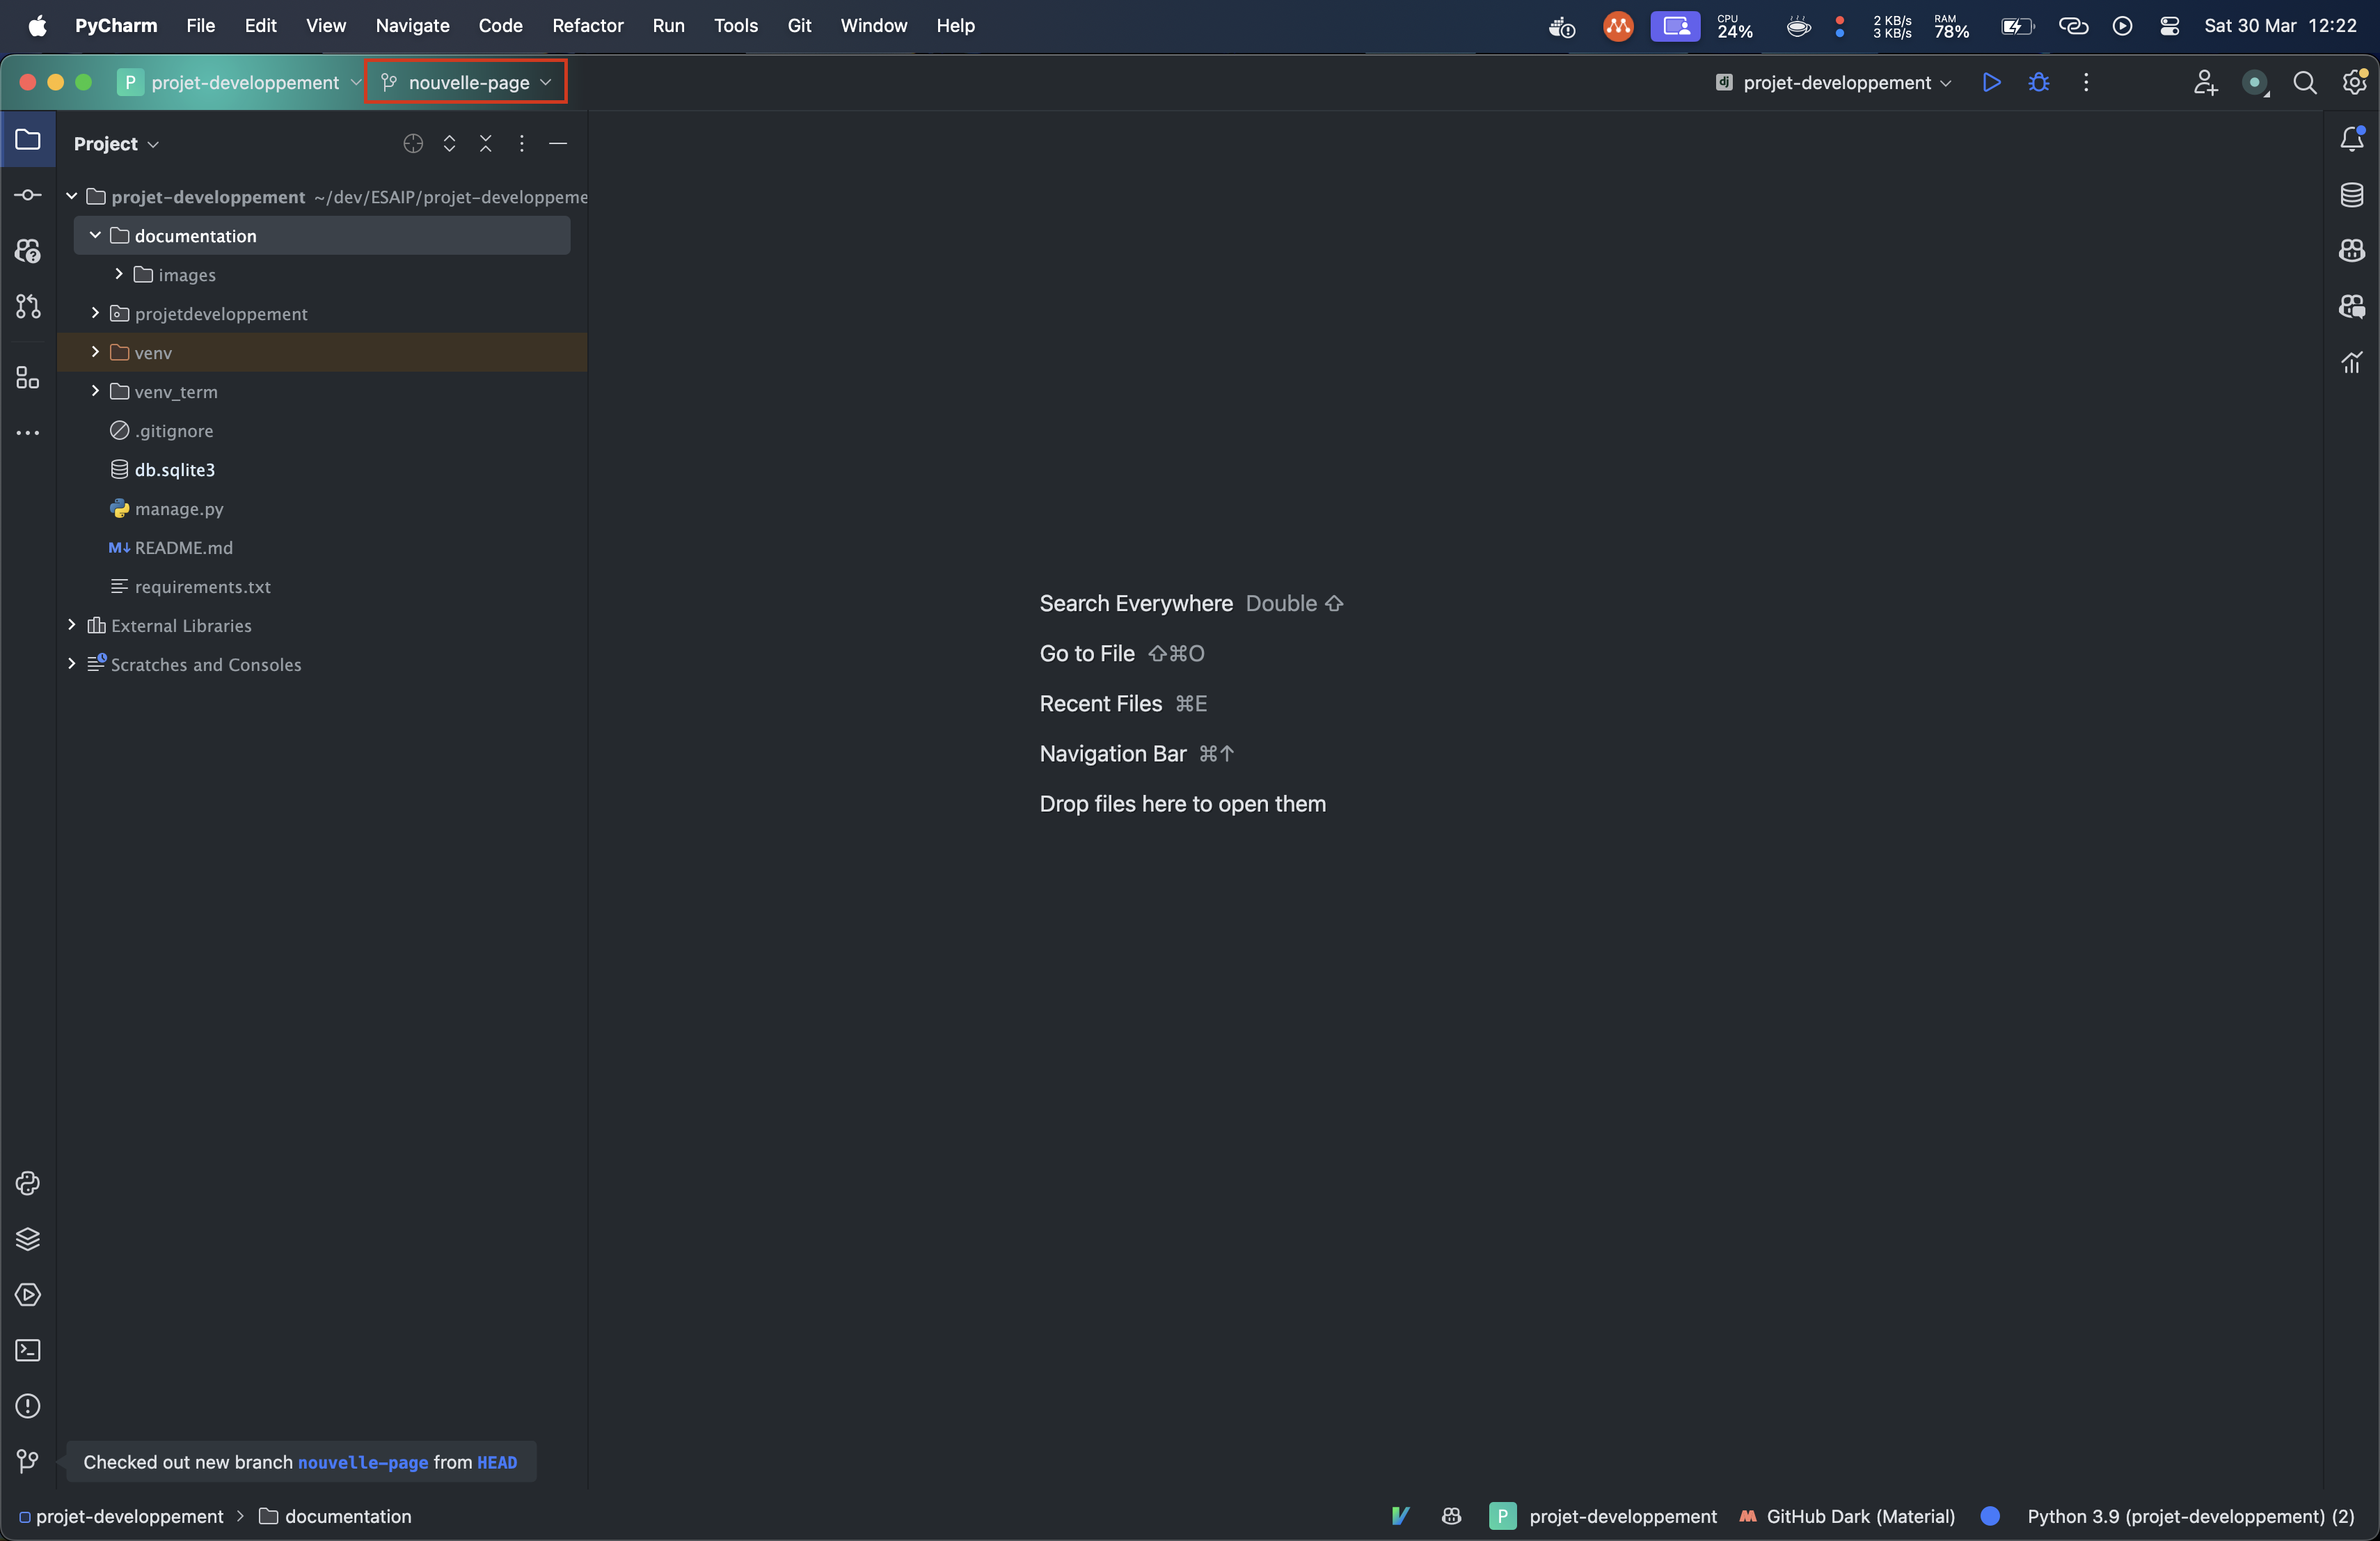 PyCharm File Edit View Navigate Code Refactor Run Tools Git Window Help CPU 24% 2 KB/s 3 KB/s RAM 78% Sat 30 Mar 12:22
P projet-developpement nouvelle-page dj projet-developpement
Project
projet-developpement ~/dev/ESAIP/projet-developpeme
documentation
images
projetdeveloppement
venv
venv_term
.gitignore
db.sqlite3
manage.py
M↓ README.md
requirements.txt
External Libraries
Scratches and Consoles
Search Everywhere Double ⇧
Go to File ⇧⌘O
Recent Files ⌘E
Navigation Bar ⌘↑
Drop files here to open them
Checked out new branch nouvelle-page from HEAD
projet-developpement > documentation P projet-developpement GitHub Dark (Material) Python 3.9 (projet-developpement) (2)